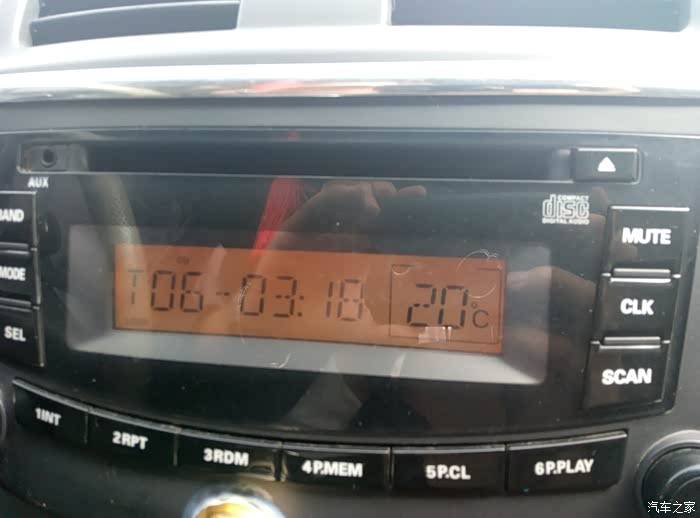 AUX
COMPACT
disc
DIGITAL AUDIO
BAND
MODE
SEL
T06-03:18
20°C
MUTE
CLK
SCAN
1INT
2RPT
3RDM
4P.MEM
5P.CL
6P.PLAY
汽车之家